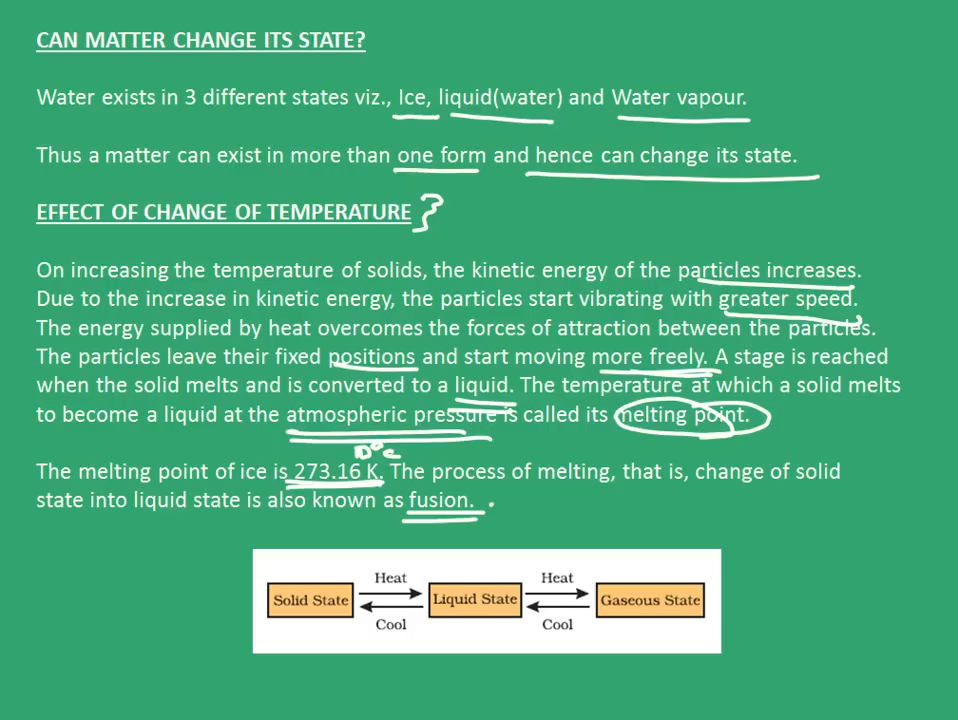 CAN MATTER CHANGE ITS STATE?
Water exists in 3 different states viz., Ice, liquid(water) and Water vapour.
Thus a matter can exist in more than one form and hence can change its state.
EFFECT OF CHANGE OF TEMPERATURE
On increasing the temperature of solids, the kinetic energy of the particles increases.
Due to the increase in kinetic energy, the particles start vibrating with greater speed.
The energy supplied by heat overcomes the forces of attraction between the particles.
The particles leave their fixed positions and start moving more freely. A stage is reached
when the solid melts and is converted to a liquid. The temperature at which a solid melts
to become a liquid at the atmospheric pressure is called its melting point.
0°C
The melting point of ice is 273.16 K. The process of melting, that is, change of solid
state into liquid state is also known as fusion.
Heat Heat
Solid State Liquid State Gaseous State
Cool Cool